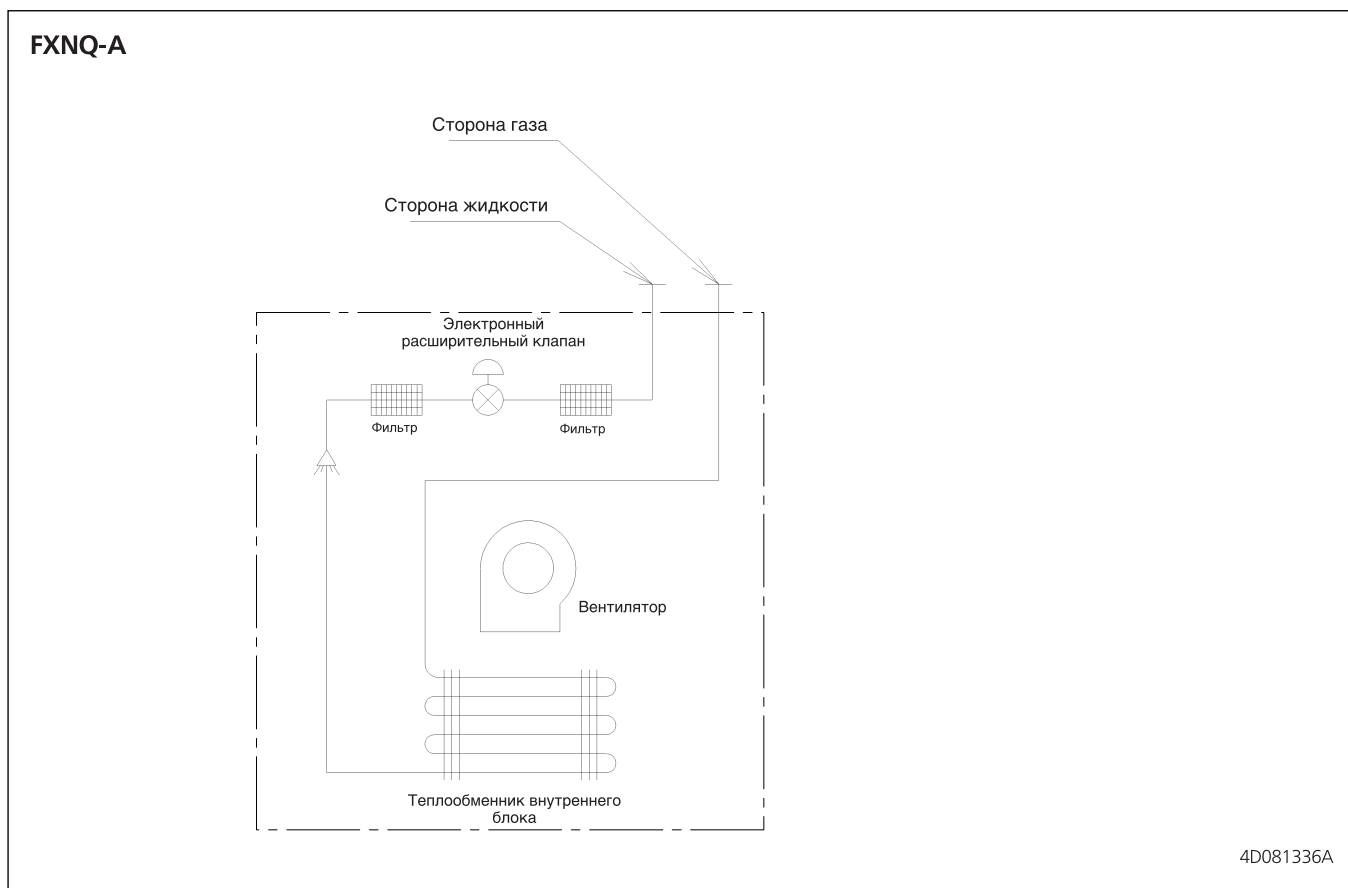 FXNQ-A
Сторона газа
Сторона жидкости
Электронный
расширительный клапан
Фильтр
Фильтр
Вентилятор
Теплообменник внутреннего
блока
4D081336A